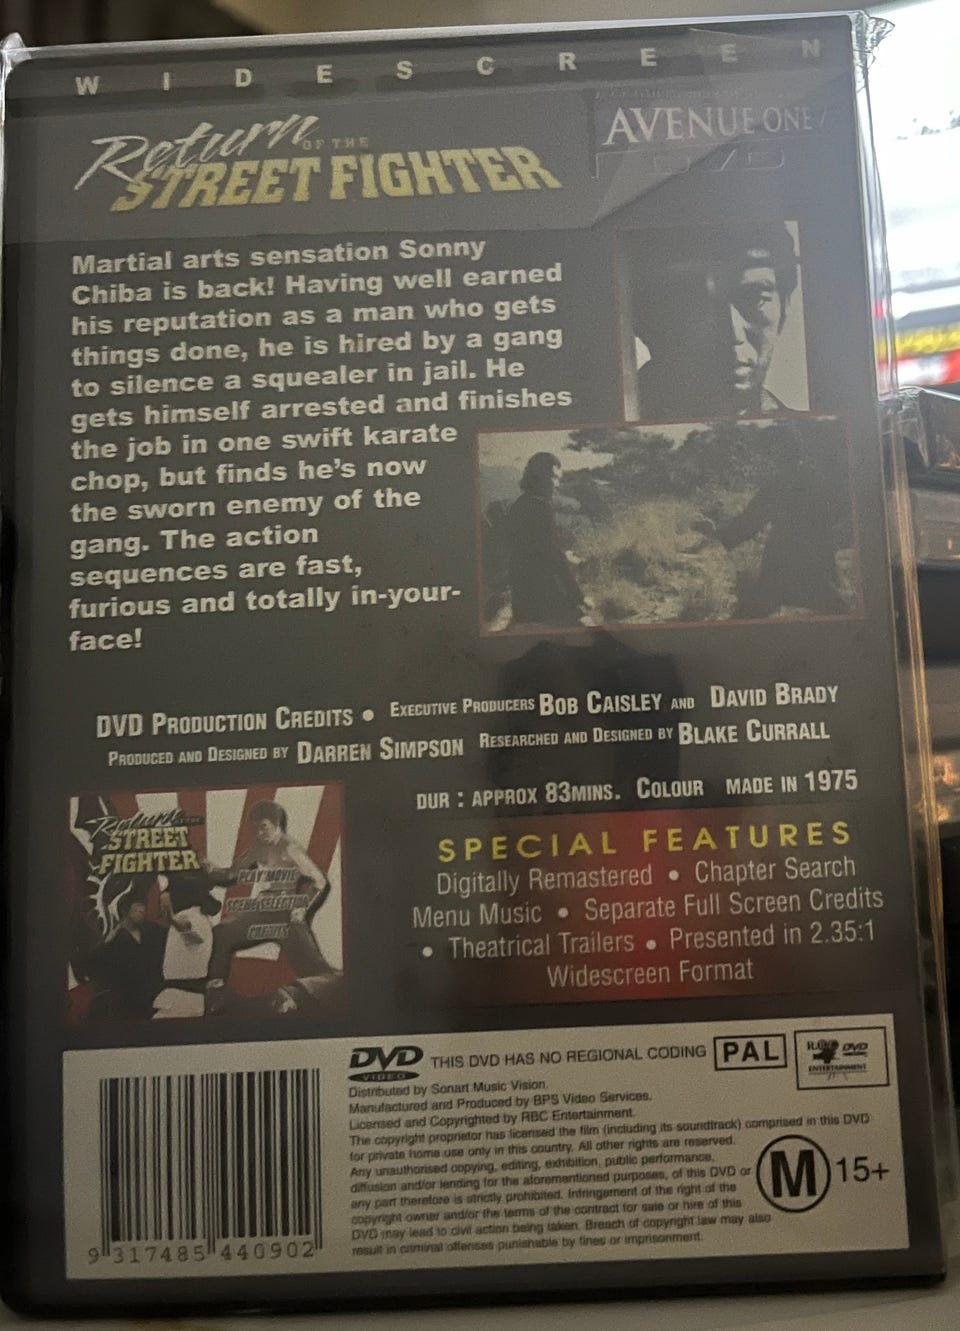 WIDESCREEN
Return OF THE
STREET FIGHTER
AVENUE ONE
DVD
Martial arts sensation Sonny
Chiba is back! Having well earned
his reputation as a man who gets
things done, he is hired by a gang
to silence a squealer in jail. He
gets himself arrested and finishes
the job in one swift karate
chop, but finds he's now
the sworn enemy of the
gang. The action
sequences are fast,
furious and totally in-your-
face!
DVD PRODUCTION CREDITS • EXECUTIVE PRODUCERS BOB CAISLEY AND DAVID BRADY
PRODUCED AND DESIGNED BY DARREN SIMPSON RESEARCHED AND DESIGNED BY BLAKE CURRALL
DUR : APPROX 83MINS. COLOUR MADE IN 1975
Return OF THE
STREET
FIGHTER
PLAY MOVIE
SCENE SELECTION
CREDITS
SPECIAL FEATURES
Digitally Remastered • Chapter Search
Menu Music • Separate Full Screen Credits
• Theatrical Trailers • Presented in 2.35:1
Widescreen Format
DVD VIDEO THIS DVD HAS NO REGIONAL CODING PAL
DVD
ENTERTAINMENT
Distributed by Sonart Music Vision.
Manufactured and Produced by BPS Video Services.
Licensed and Copyrighted by RBC Entertainment.
The copyright proprietor has licensed the film (including its soundtrack) comprised in this DVD
for private home use only in this country. All other rights are reserved.
Any unauthorised copying, editing, exhibition, public performance,
diffusion and/or lending for the aforementioned purposes, of this DVD or
any part therefore is strictly prohibited. Infringement of the right of the
copyright owner and/or the terms of the contract for sale or hire of this
DVD may lead to civil action being taken. Breach of copyright law may also
result in criminal offenses punishable by fines or imprisonment.
M 15+
9 317485 440902